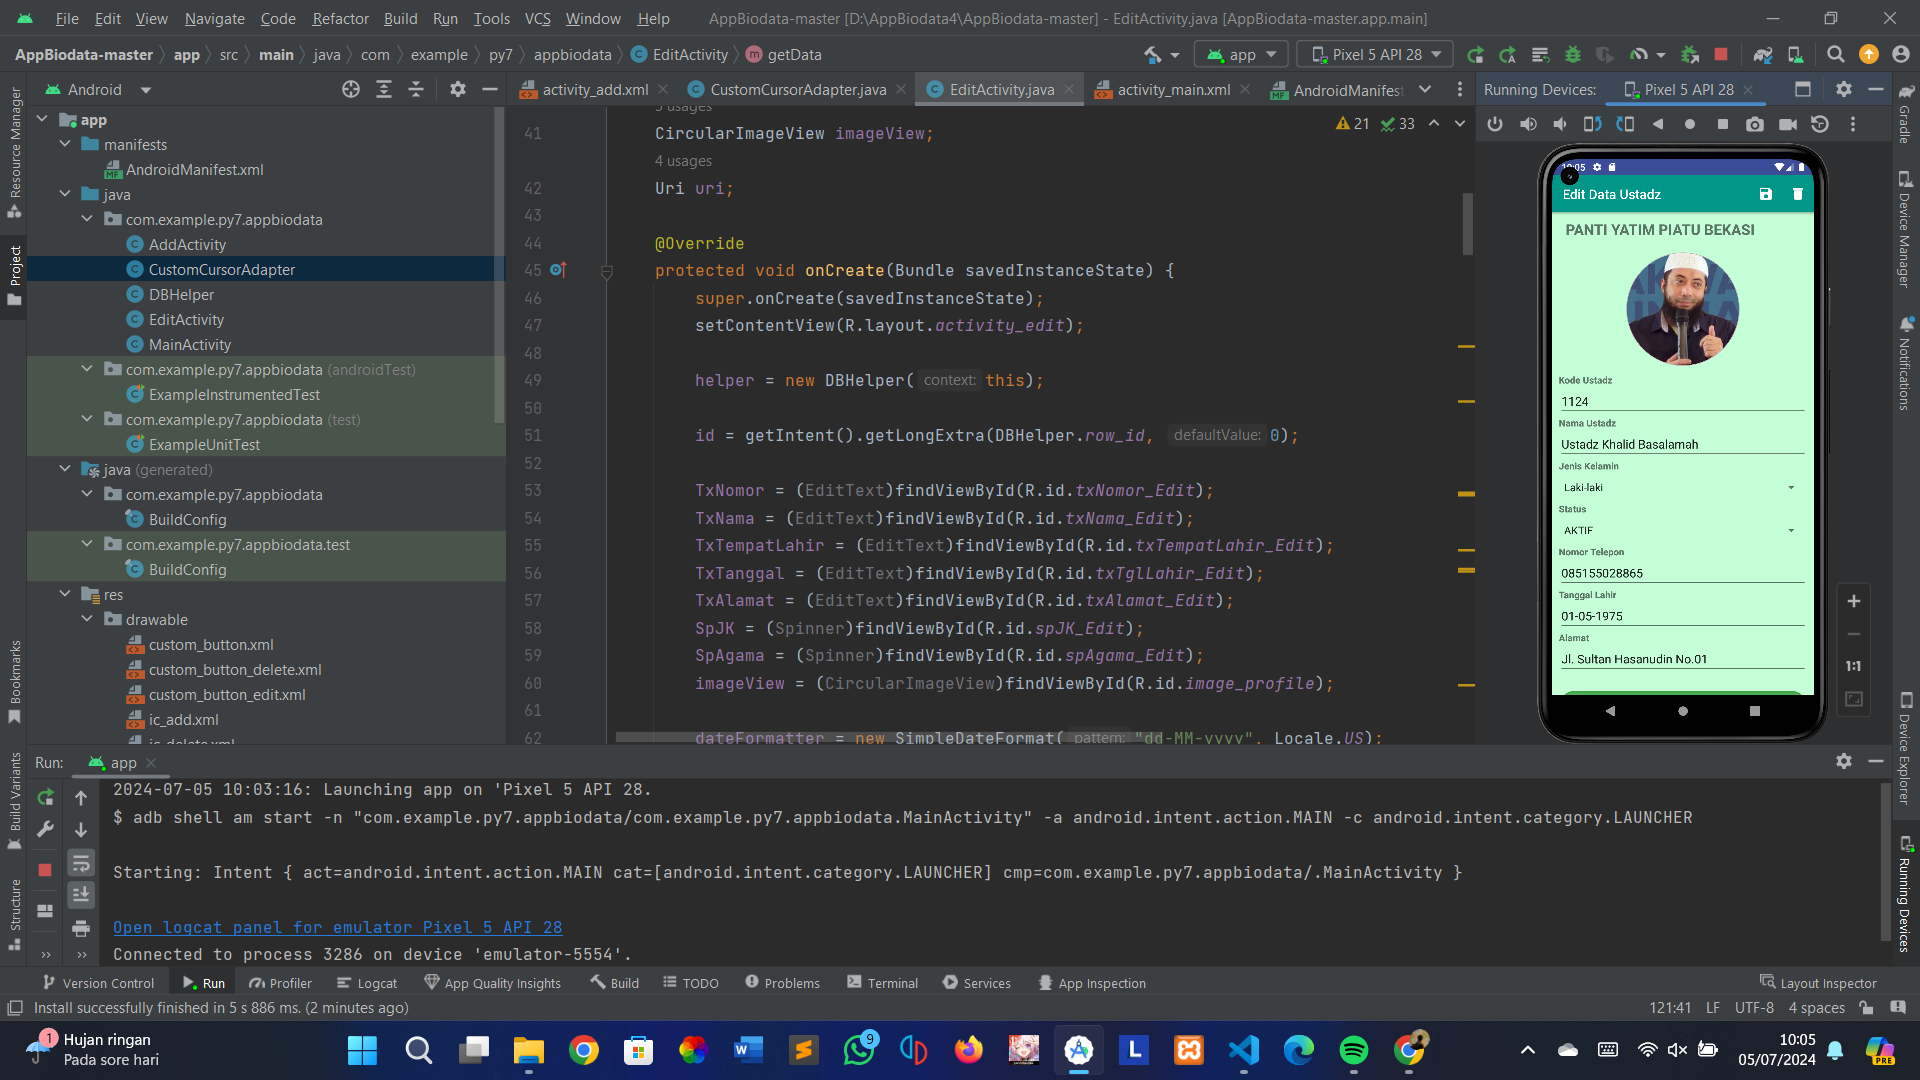 File Edit View Navigate Code Refactor Build Run Tools VCS Window Help AppBiodata-master [D:\AppBiodata4\AppBiodata-master] - EditActivity.java [AppBiodata-master.app.main]
AppBiodata-master app src main java com example py7 appbiodata EditActivity getData app Pixel 5 API 28
Android
activity_add.xml CustomCursorAdapter.java EditActivity.java activity_main.xml AndroidManifest
Running Devices: Pixel 5 API 28
Resource Manager
Project
Bookmarks
Build Variants
Structure
app
manifests
AndroidManifest.xml
java
com.example.py7.appbiodata
AddActivity
CustomCursorAdapter
DBHelper
EditActivity
MainActivity
com.example.py7.appbiodata (androidTest)
ExampleInstrumentedTest
com.example.py7.appbiodata (test)
ExampleUnitTest
java (generated)
com.example.py7.appbiodata
BuildConfig
com.example.py7.appbiodata.test
BuildConfig
res
drawable
custom_button.xml
custom_button_delete.xml
custom_button_edit.xml
ic_add.xml
ic_delete.xml
21 33
5 usages
41 CircularImageView imageView;
4 usages
42 Uri uri;
43
44 @Override
45 protected void onCreate(Bundle savedInstanceState) {
46 super.onCreate(savedInstanceState);
47 setContentView(R.layout.activity_edit);
48
49 helper = new DBHelper( context: this);
50
51 id = getIntent().getLongExtra(DBHelper.row_id, defaultValue: 0);
52
53 TxNomor = (EditText)findViewById(R.id.txNomor_Edit);
54 TxNama = (EditText)findViewById(R.id.txNama_Edit);
55 TxTempatLahir = (EditText)findViewById(R.id.txTempatLahir_Edit);
56 TxTanggal = (EditText)findViewById(R.id.txTglLahir_Edit);
57 TxAlamat = (EditText)findViewById(R.id.txAlamat_Edit);
58 SpJK = (Spinner)findViewById(R.id.spJK_Edit);
59 SpAgama = (Spinner)findViewById(R.id.spAgama_Edit);
60 imageView = (CircularImageView)findViewById(R.id.image_profile);
61
62 dateFormatter = new SimpleDateFormat( pattern: "dd-MM-yyyy", Locale.US);
10:05
Edit Data Ustadz
PANTI YATIM PIATU BEKASI
Kode Ustadz
1124
Nama Ustadz
Ustadz Khalid Basalamah
Jenis Kelamin
Laki-laki
Status
AKTIF
Nomor Telepon
085155028865
Tanggal Lahir
01-05-1975
Alamat
Jl. Sultan Hasanudin No.01
1:1
Gradle
Device Manager
Notifications
Device Explorer
Running Devices
Run: app
2024-07-05 10:03:16: Launching app on 'Pixel 5 API 28.
$ adb shell am start -n "com.example.py7.appbiodata/com.example.py7.appbiodata.MainActivity" -a android.intent.action.MAIN -c android.intent.category.LAUNCHER
Starting: Intent { act=android.intent.action.MAIN cat=[android.intent.category.LAUNCHER] cmp=com.example.py7.appbiodata/.MainActivity }
Open logcat panel for emulator Pixel 5 API 28
Connected to process 3286 on device 'emulator-5554'.
Version Control Run Profiler Logcat App Quality Insights Build TODO Problems Terminal Services App Inspection Layout Inspector
Install successfully finished in 5 s 886 ms. (2 minutes ago) 121:41 LF UTF-8 4 spaces
1 Hujan ringan
Pada sore hari
9
10:05
05/07/2024
PRE